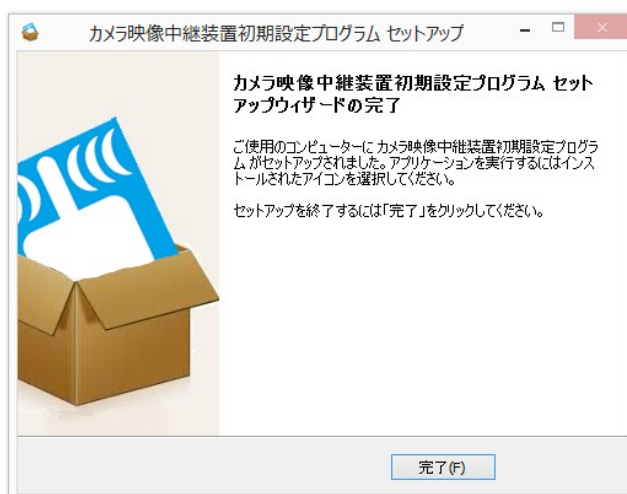 カメラ映像中継装置初期設定プログラム セットアップ
カメラ映像中継装置初期設定プログラム セット
アップウィザードの完了
ご使用のコンピューターに カメラ映像中継装置初期設定プログラ
ム がセットアップされました。アプリケーションを実行するにはインス
トールされたアイコンを選択してください。
セットアップを終了するには「完了」をクリックしてください。
完了(F)